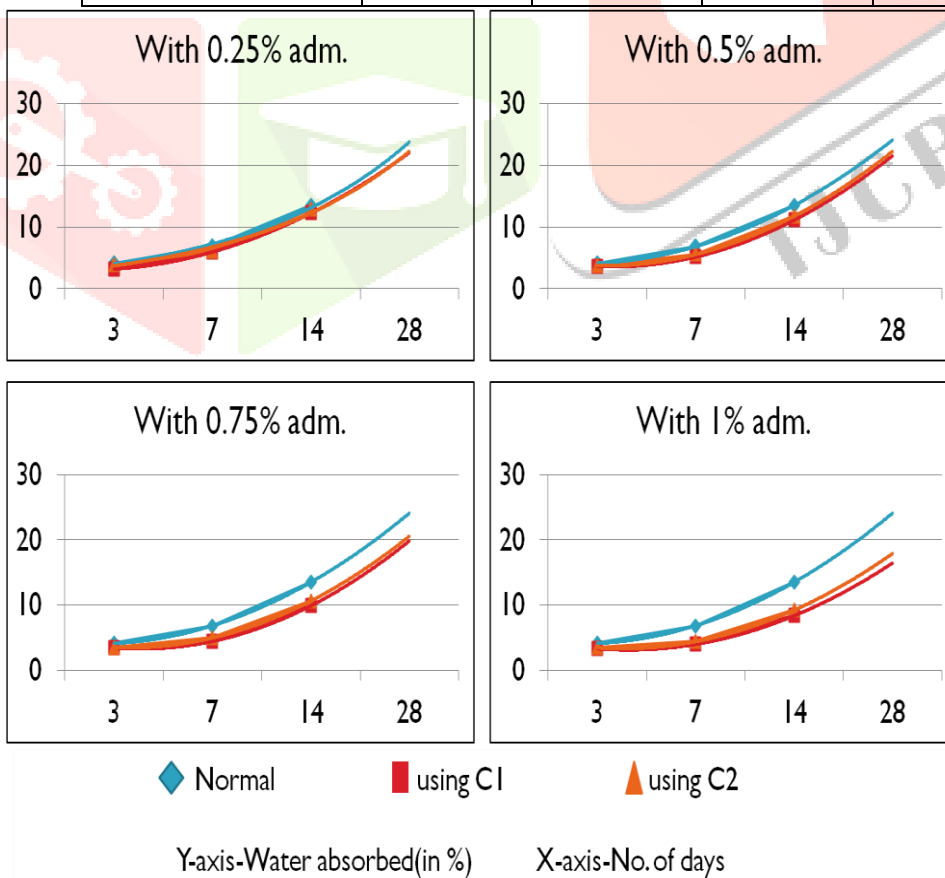 With 0.25% adm.
30
20
10
0
3 7 14 28
With 0.5% adm.
30
20
10
0
3 7 14 28
IJCR
With 0.75% adm.
30
20
10
0
3 7 14 28
With 1% adm.
30
20
10
0
3 7 14 28
Normal using C1 using C2
Y-axis-Water absorbed(in %) X-axis-No. of days